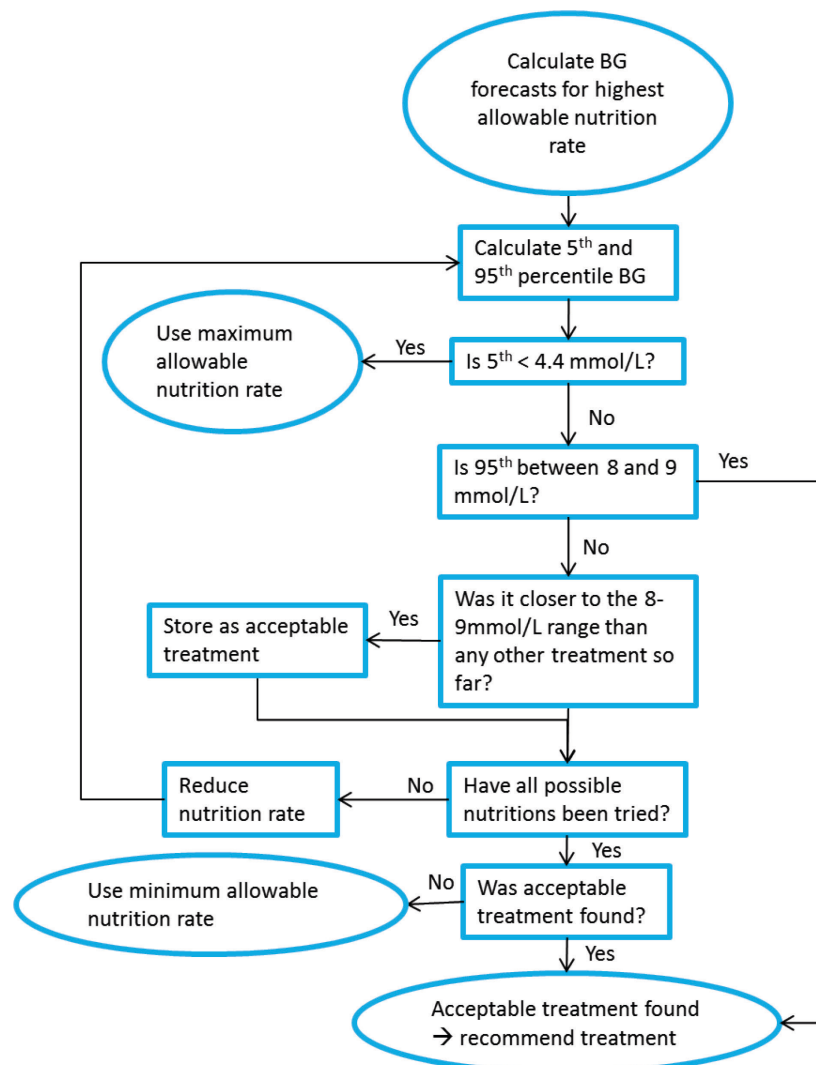 Calculate BG
forecasts for highest
allowable nutrition
rate
Calculate 5th and
95th percentile BG
Use maximum
allowable
nutrition rate
Yes
Is 5th < 4.4 mmol/L?
No
Is 95th between 8 and 9
mmol/L?
Yes
No
Store as acceptable
treatment
Yes
Was it closer to the 8-
9mmol/L range than
any other treatment so
far?
Reduce
nutrition rate
No
Have all possible
nutritions been tried?
Yes
Use minimum allowable
nutrition rate
No
Was acceptable
treatment found?
Yes
Acceptable treatment found
→ recommend treatment